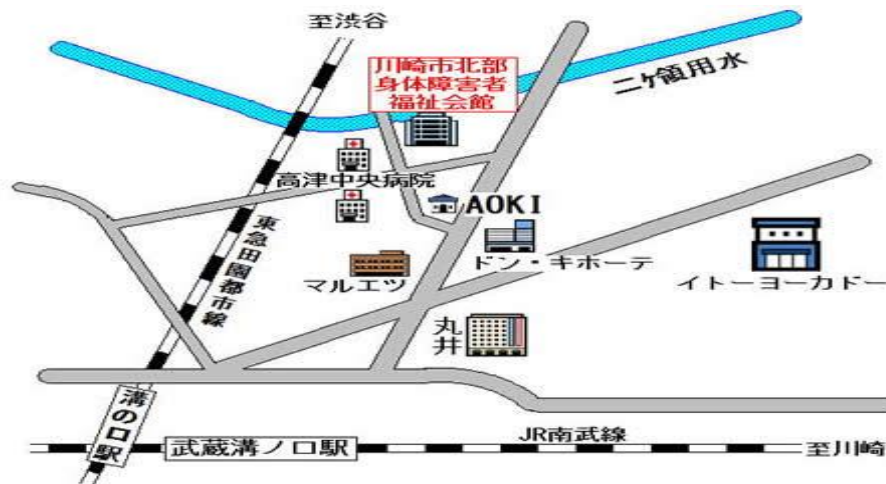 至渋谷
川崎市北部
身体障害者
福祉会館
二ケ領用水
高津中央病院
AOKI
東急田園都市線
ドン・キホーテ
マルエツ
イトーヨーカドー
丸井
溝の口駅
武蔵溝ノ口駅
JR南武線
至川崎